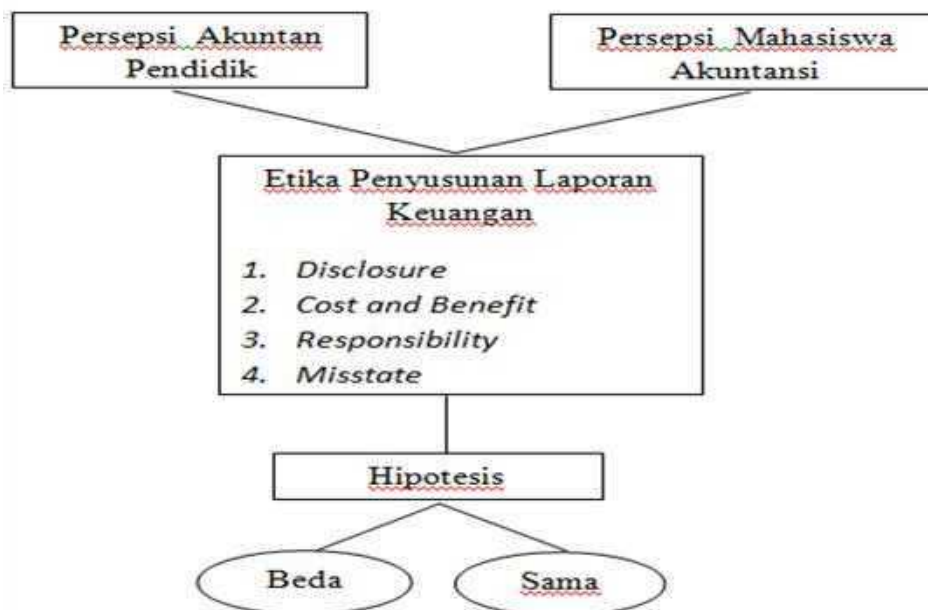 Persepsi Akuntan
Pendidik
Persepsi Mahasiswa
Akuntansi
Etika Penyusunan Laporan
Keuangan
1. Disclosure
2. Cost and Benefit
3. Responsibility
4. Misstate
Hipotesis
Beda
Sama